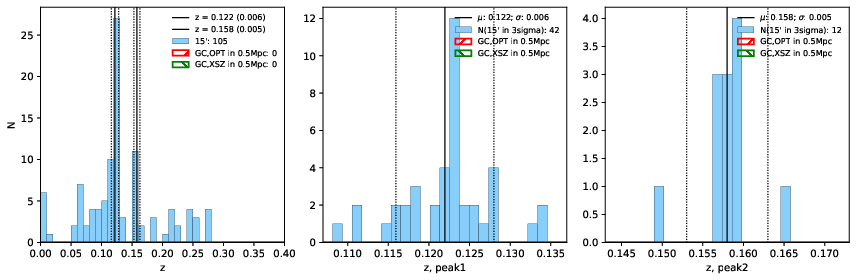 z = 0.122 (0.006)
z = 0.158 (0.005)
15': 105
GC,OPT in 0.5Mpc: 0
GC,XSZ in 0.5Mpc: 0
25
20
15
10
5
0
N
0.00 0.05 0.10 0.15 0.20 0.25 0.30 0.35 0.40
z
μ: 0.122; σ: 0.006
N(15' in 3sigma): 42
GC,OPT in 0.5Mpc
GC,XSZ in 0.5Mpc
12
10
8
6
4
2
0
0.110 0.115 0.120 0.125 0.130 0.135
z, peak1
μ: 0.158; σ: 0.005
N(15' in 3sigma): 12
GC,OPT in 0.5Mpc
GC,XSZ in 0.5Mpc
4.0
3.5
3.0
2.5
2.0
1.5
1.0
0.5
0.0
0.145 0.150 0.155 0.160 0.165 0.170
z, peak2